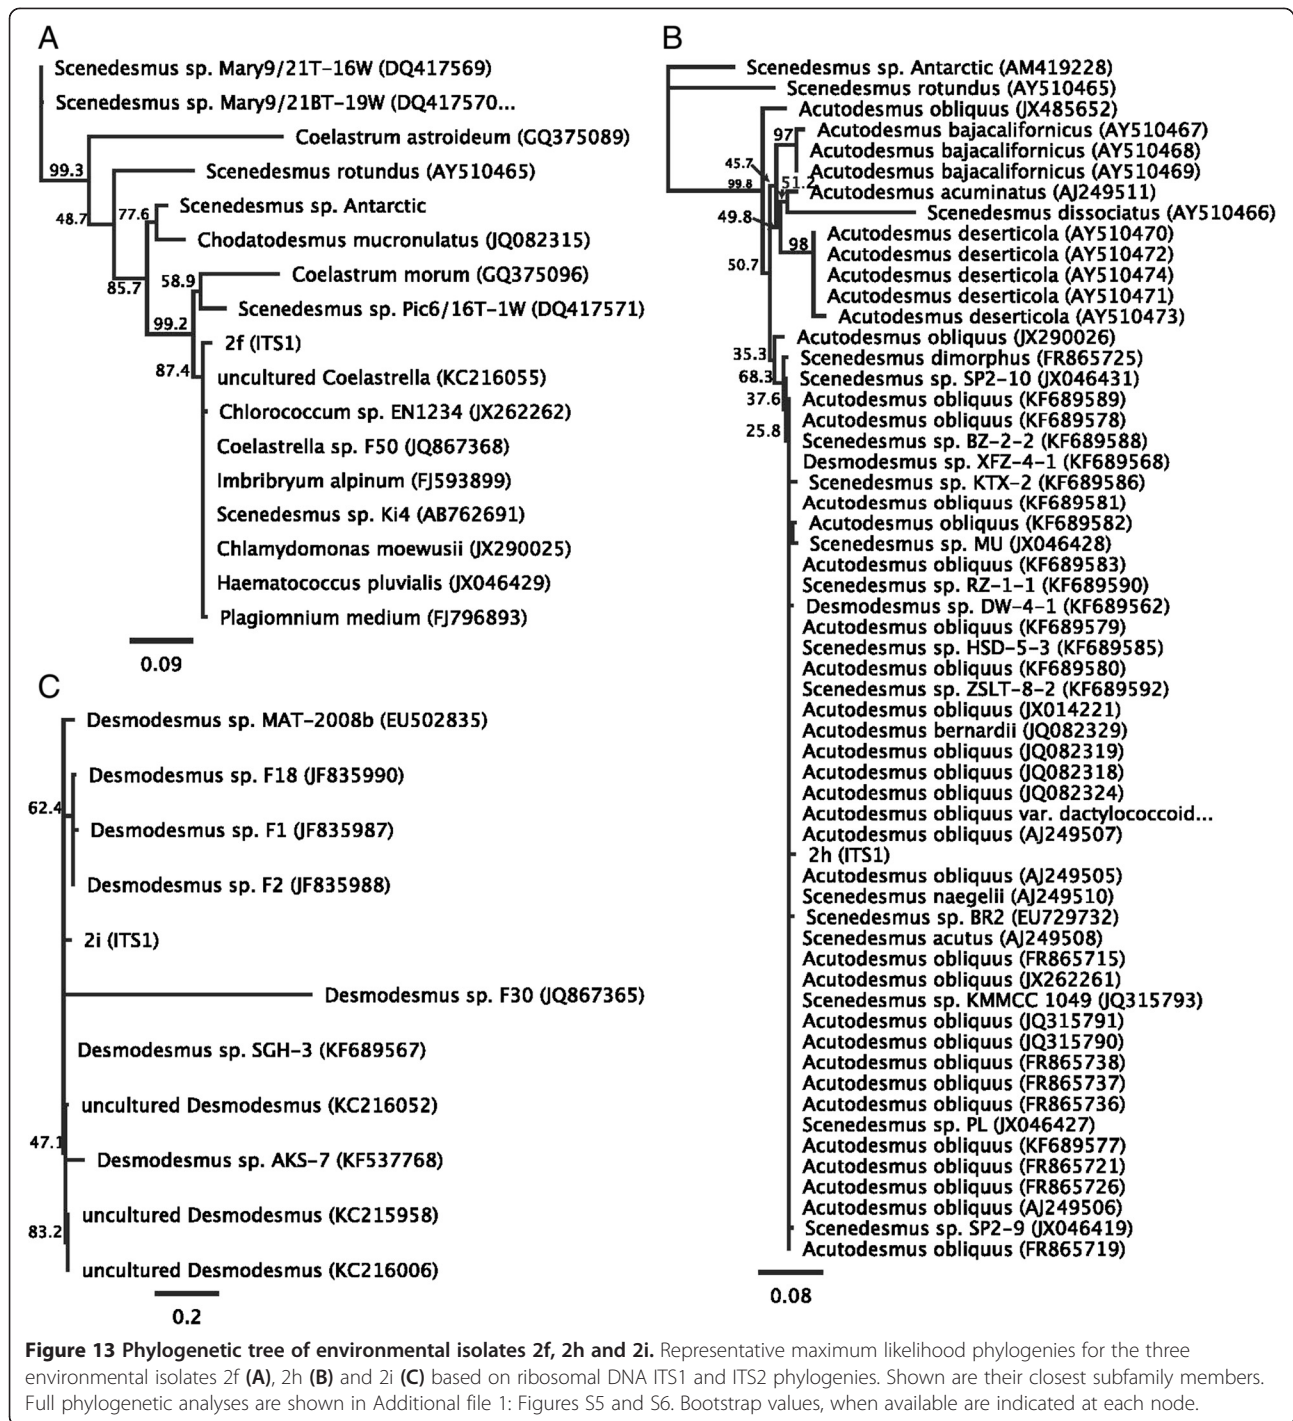 A
Scenedesmus sp. Mary9/21T-16W (DQ417569)
Scenedesmus sp. Mary9/21BT-19W (DQ417570...
Coelastrum astroideum (GQ375089)
99.3
Scenedesmus rotundus (AY510465)
48.7
77.6
Scenedesmus sp. Antarctic
Chodatodesmus mucronulatus (JQ082315)
85.7
58.9
Coelastrum morum (GQ375096)
Scenedesmus sp. Pic6/16T-1W (DQ417571)
99.2
2f (ITS1)
87.4
uncultured Coelastrella (KC216055)
Chlorococcum sp. EN1234 (JX262262)
Coelastrella sp. F50 (JQ867368)
Imbribryum alpinum (FJ593899)
Scenedesmus sp. Ki4 (AB762691)
Chlamydomonas moewusii (JX290025)
Haematococcus pluvialis (JX046429)
Plagiomnium medium (FJ796893)
0.09
B
Scenedesmus sp. Antarctic (AM419228)
Scenedesmus rotundus (AY510465)
Acutodesmus obliquus (JX485652)
97
Acutodesmus bajacalifornicus (AY510467)
Acutodesmus bajacalifornicus (AY510468)
45.7
Acutodesmus bajacalifornicus (AY510469)
99.8
51.2
Acutodesmus acuminatus (AJ249511)
49.8
Scenedesmus dissociatus (AY510466)
Acutodesmus deserticola (AY510470)
98
Acutodesmus deserticola (AY510472)
50.7
Acutodesmus deserticola (AY510474)
Acutodesmus deserticola (AY510471)
Acutodesmus deserticola (AY510473)
Acutodesmus obliquus (JX290026)
35.3
Scenedesmus dimorphus (FR865725)
68.3
Scenedesmus sp. SP2-10 (JX046431)
37.6
Acutodesmus obliquus (KF689589)
Acutodesmus obliquus (KF689578)
25.8
Scenedesmus sp. BZ-2-2 (KF689588)
Desmodesmus sp. XFZ-4-1 (KF689568)
Scenedesmus sp. KTX-2 (KF689586)
Acutodesmus obliquus (KF689581)
Acutodesmus obliquus (KF689582)
Scenedesmus sp. MU (JX046428)
Acutodesmus obliquus (KF689583)
Scenedesmus sp. RZ-1-1 (KF689590)
Desmodesmus sp. DW-4-1 (KF689562)
Acutodesmus obliquus (KF689579)
Scenedesmus sp. HSD-5-3 (KF689585)
Acutodesmus obliquus (KF689580)
Scenedesmus sp. ZSLT-8-2 (KF689592)
Acutodesmus obliquus (JX014221)
Acutodesmus bernardii (JQ082329)
Acutodesmus obliquus (JQ082319)
Acutodesmus obliquus (JQ082318)
Acutodesmus obliquus (JQ082324)
Acutodesmus obliquus var. dactylococcoid...
Acutodesmus obliquus (AJ249507)
2h (ITS1)
Acutodesmus obliquus (AJ249505)
Scenedesmus naegelii (AJ249510)
Scenedesmus sp. BR2 (EU729732)
Scenedesmus acutus (AJ249508)
Acutodesmus obliquus (FR865715)
Acutodesmus obliquus (JX262261)
Scenedesmus sp. KMMCC 1049 (JQ315793)
Acutodesmus obliquus (JQ315791)
Acutodesmus obliquus (JQ315790)
Acutodesmus obliquus (FR865738)
Acutodesmus obliquus (FR865737)
Acutodesmus obliquus (FR865736)
Scenedesmus sp. PL (JX046427)
Acutodesmus obliquus (KF689577)
Acutodesmus obliquus (FR865721)
Acutodesmus obliquus (FR865726)
Acutodesmus obliquus (AJ249506)
Scenedesmus sp. SP2-9 (JX046419)
Acutodesmus obliquus (FR865719)
0.08
C
Desmodesmus sp. MAT-2008b (EU502835)
Desmodesmus sp. F18 (JF835990)
62.4
Desmodesmus sp. F1 (JF835987)
Desmodesmus sp. F2 (JF835988)
2i (ITS1)
Desmodesmus sp. F30 (JQ867365)
Desmodesmus sp. SGH-3 (KF689567)
uncultured Desmodesmus (KC216052)
47.1
Desmodesmus sp. AKS-7 (KF537768)
uncultured Desmodesmus (KC215958)
83.2
uncultured Desmodesmus (KC216006)
0.2
Figure 13 Phylogenetic tree of environmental isolates 2f, 2h and 2i. Representative maximum likelihood phylogenies for the three
environmental isolates 2f (A), 2h (B) and 2i (C) based on ribosomal DNA ITS1 and ITS2 phylogenies. Shown are their closest subfamily members.
Full phylogenetic analyses are shown in Additional file 1: Figures S5 and S6. Bootstrap values, when available are indicated at each node.